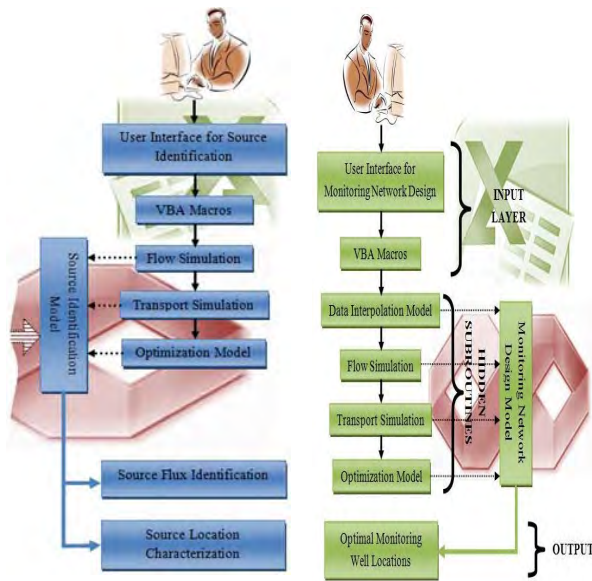 User Interface for Source
Identification
VBA Macros
Flow Simulation
Transport Simulation
Optimization Model
Source Identification
Model
Source Flux Identification
Source Location
Characterization
User Interface for
Monitoring Network Design
VBA Macros
INPUT
LAYER
Data Interpolation Model
Flow Simulation
Transport Simulation
Optimization Model
HIDDEN
SUBROUTINES
Monitoring Network
Design Model
Optimal Monitoring
Well Locations
OUTPUT